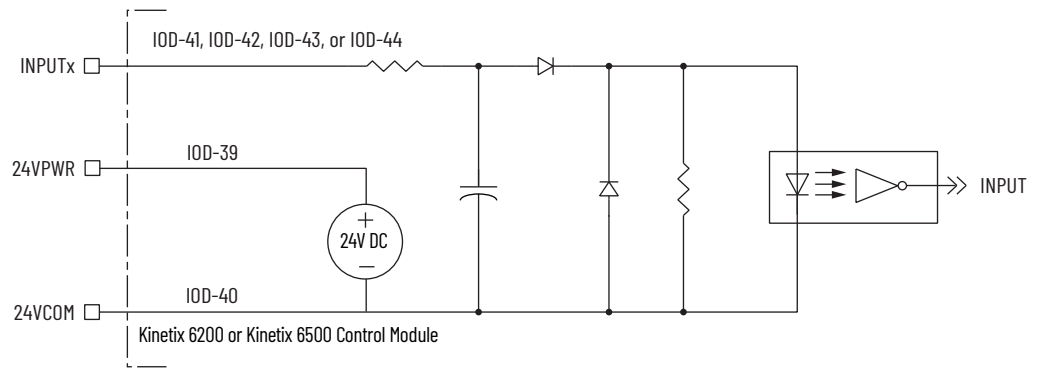 IOD-41, IOD-42, IOD-43, or IOD-44
INPUTx
24VPWR
IOD-39
+
24V DC
—
INPUT
IOD-40
24VCOM
Kinetix 6200 or Kinetix 6500 Control Module